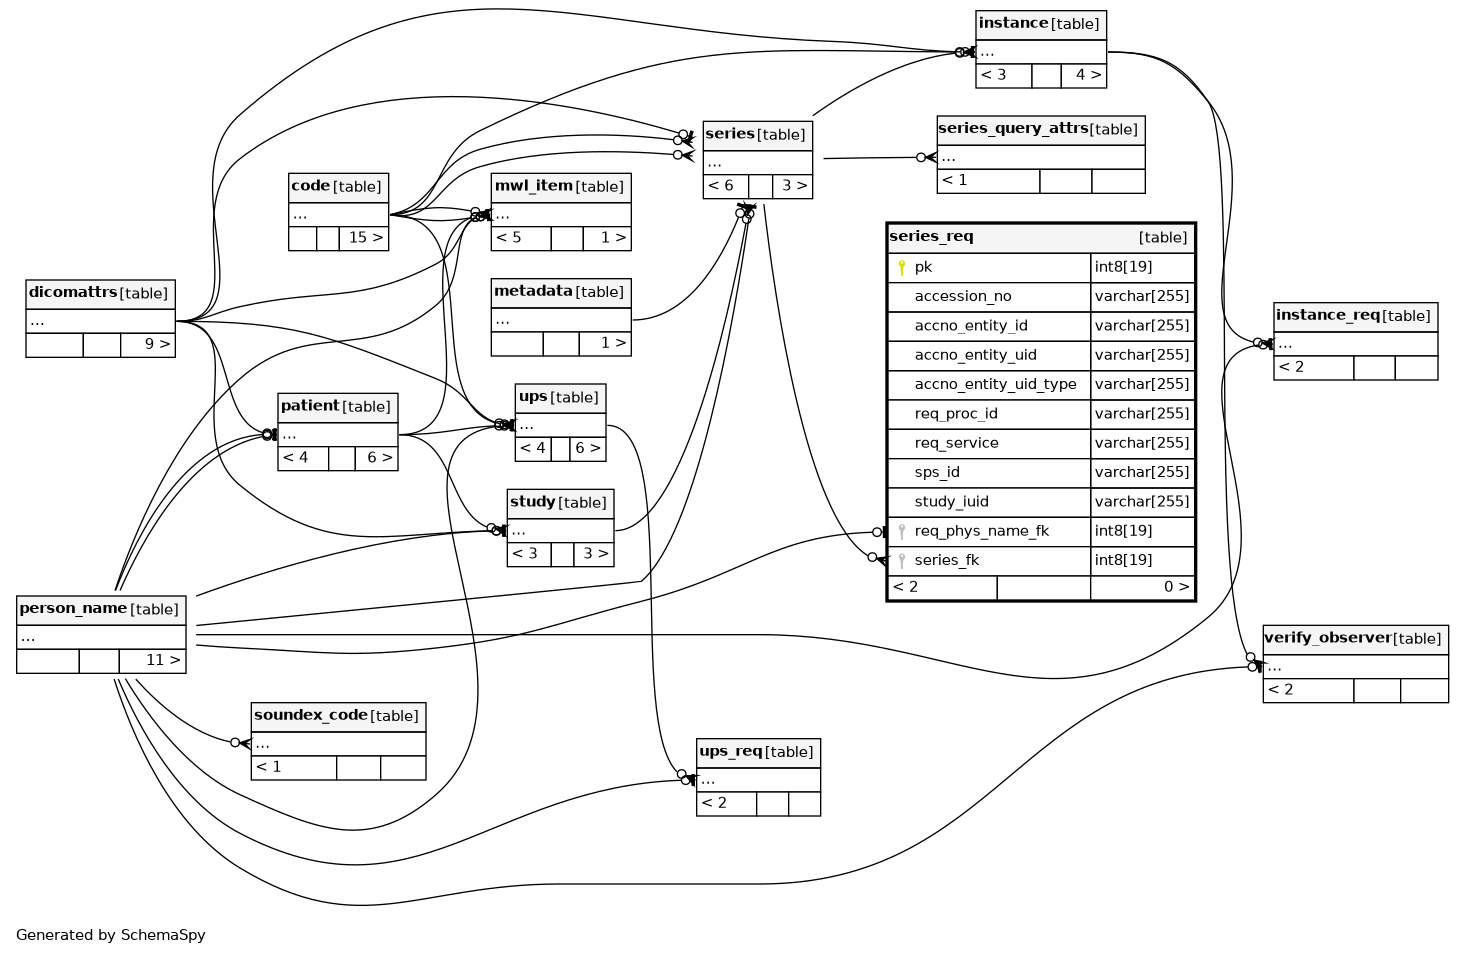 instance [table]
...
< 3 4 >
series [table]
...
< 6 3 >
series_query_attrs [table]
...
< 1
code [table]
...
15 >
mwl_item [table]
...
< 5 1 >
series_req [table]
pk int8[19]
accession_no varchar[255]
accno_entity_id varchar[255]
accno_entity_uid varchar[255]
accno_entity_uid_type varchar[255]
req_proc_id varchar[255]
req_service varchar[255]
sps_id varchar[255]
study_iuid varchar[255]
req_phys_name_fk int8[19]
series_fk int8[19]
< 2 0 >
dicomattrs [table]
...
9 >
metadata [table]
...
1 >
instance_req [table]
...
< 2
patient [table]
...
< 4 6 >
ups [table]
...
< 4 6 >
study [table]
...
< 3 3 >
person_name [table]
...
11 >
verify_observer [table]
...
< 2
soundex_code [table]
...
< 1
ups_req [table]
...
< 2
Generated by SchemaSpy